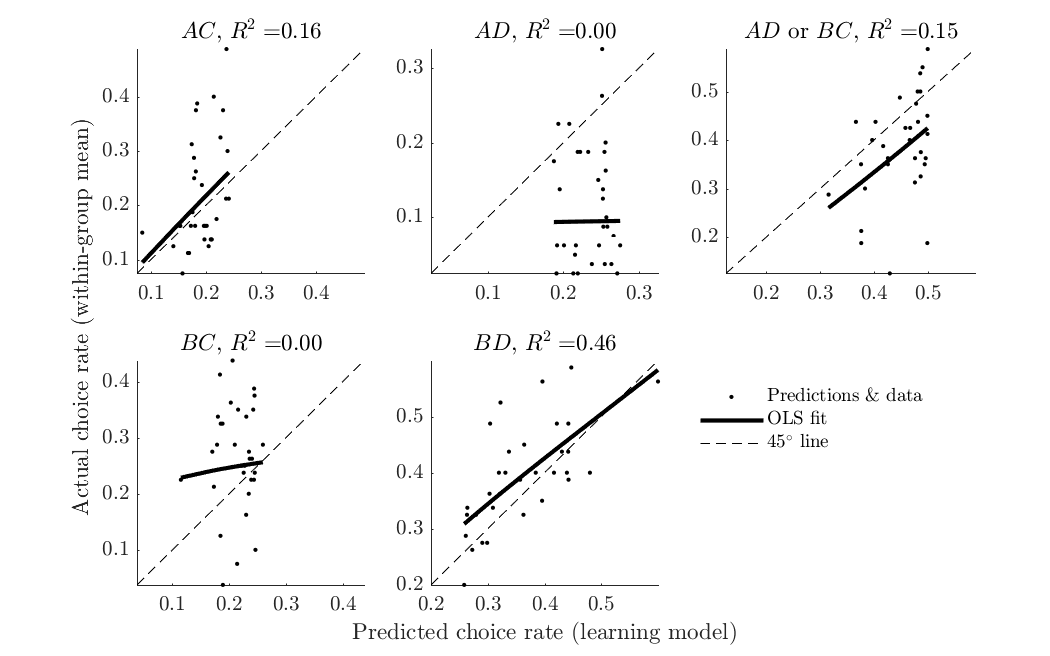 AC, R² =0.16
AD, R² =0.00
AD or BC, R² =0.15
0.4
0.3
0.2
0.1
0.1 0.2 0.3 0.4
0.3
0.2
0.1
0.1 0.2 0.3
0.5
0.4
0.3
0.2
0.2 0.3 0.4 0.5
Actual choice rate (within-group mean)
BC, R² =0.00
BD, R² =0.46
0.4
0.3
0.2
0.1
0.1 0.2 0.3 0.4
0.5
0.4
0.3
0.2
0.2 0.3 0.4 0.5
Predictions & data
OLS fit
45° line
Predicted choice rate (learning model)